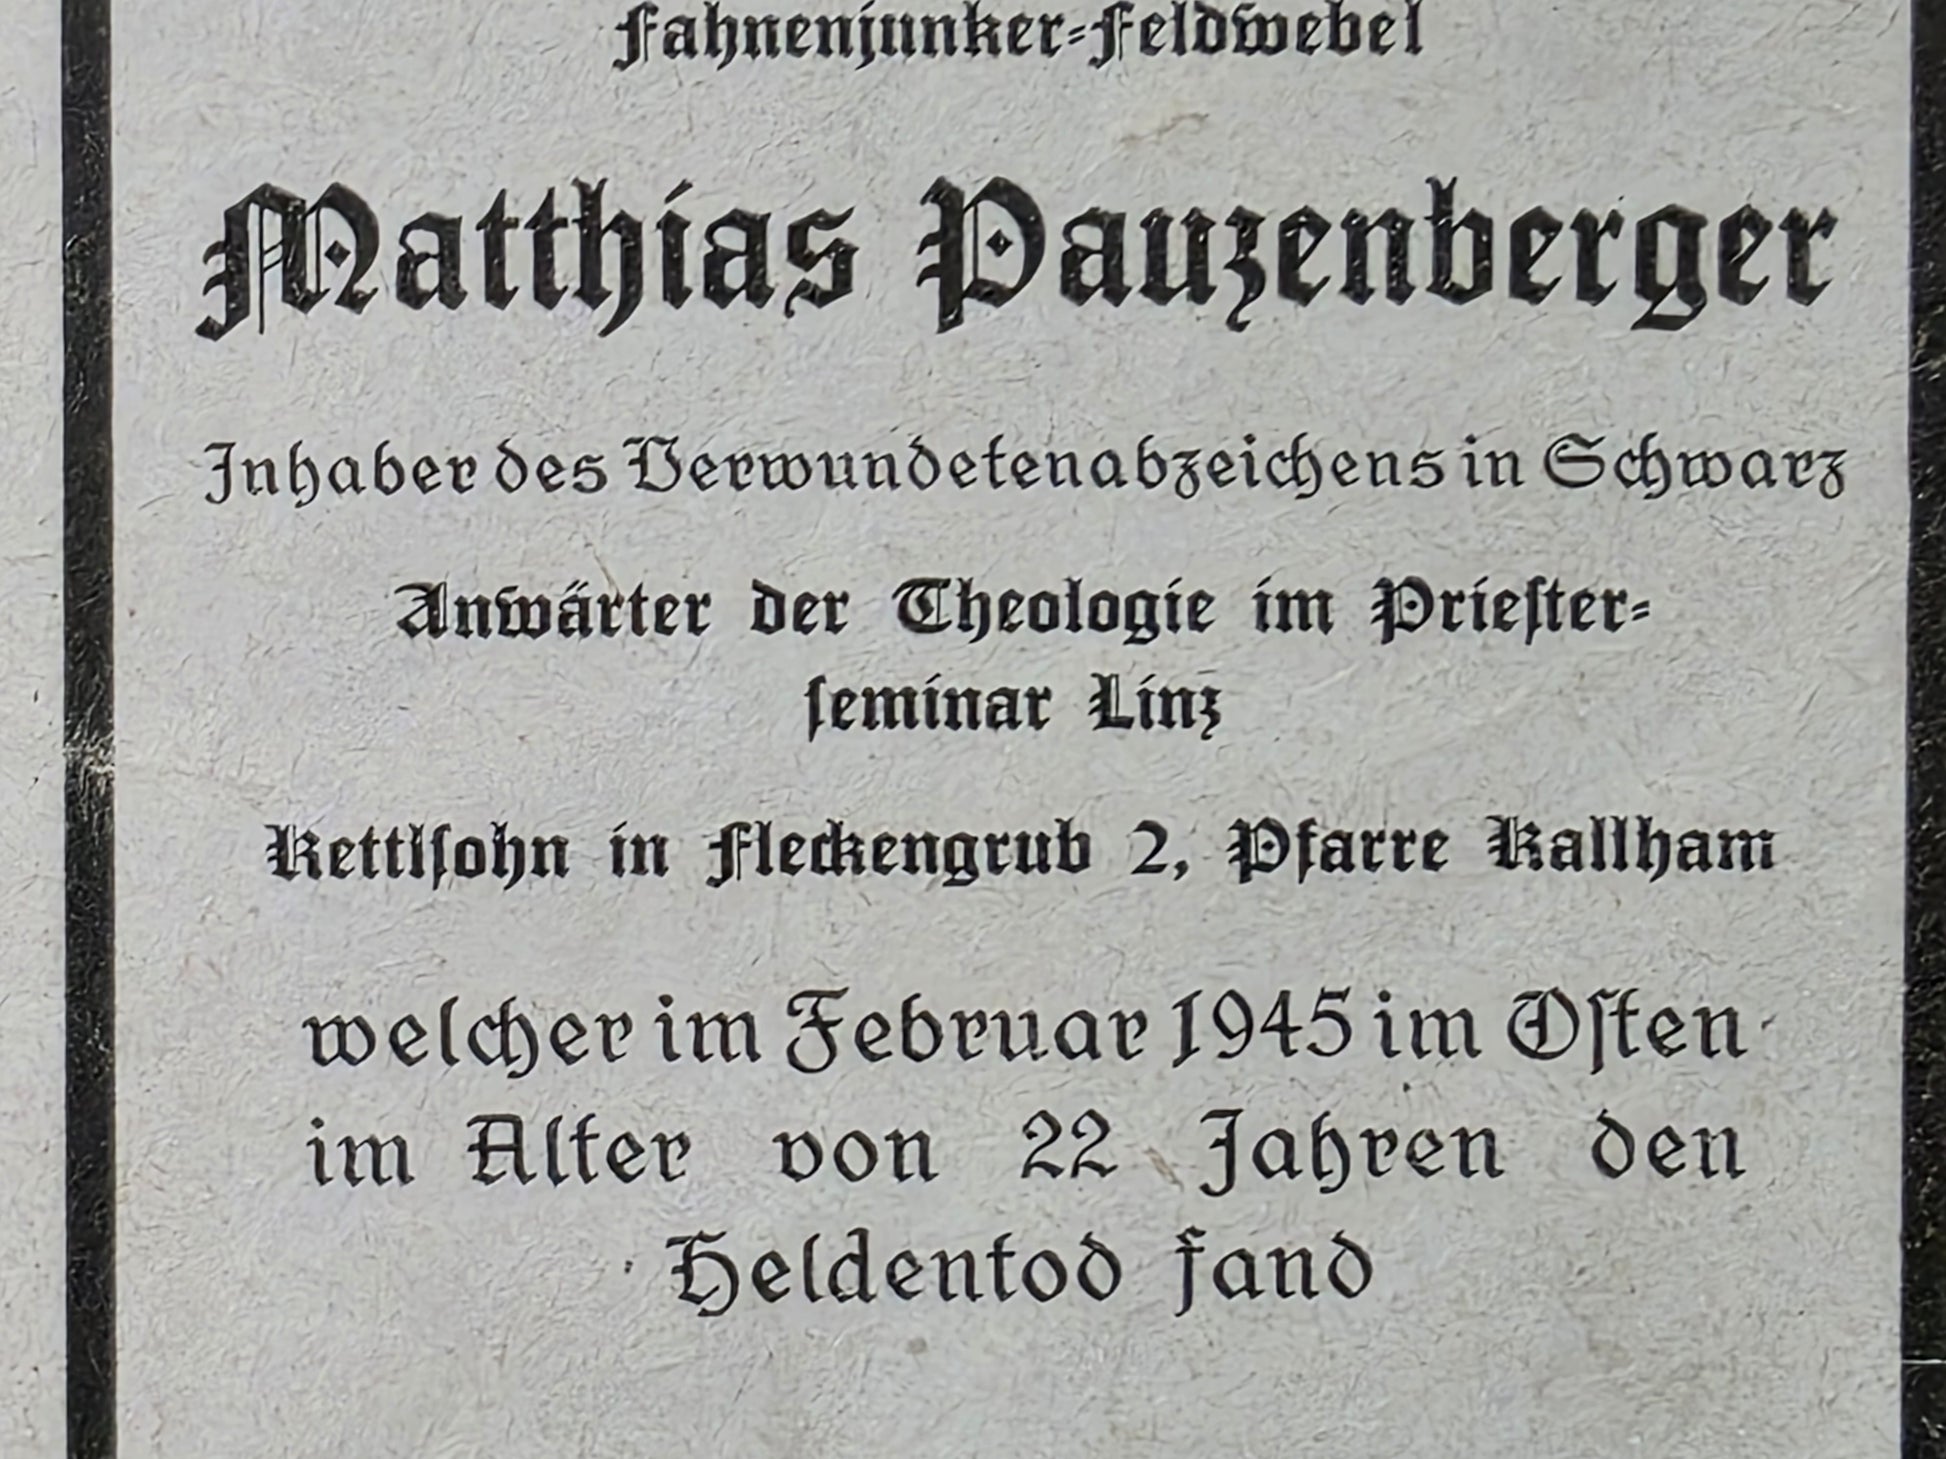 Fahnenjunker-Feldwebel
Matthias Pauzenberger
Inhaber des Verwundetenabzeichens in Schwarz
Anwärter der Theologie im Priester-
seminar Linz
Kettlsohn in Fleckengrub 2, Pfarre Kallham
welcher im Februar 1945 im Osten
im Alter von 22 Jahren den
Heldentod fand